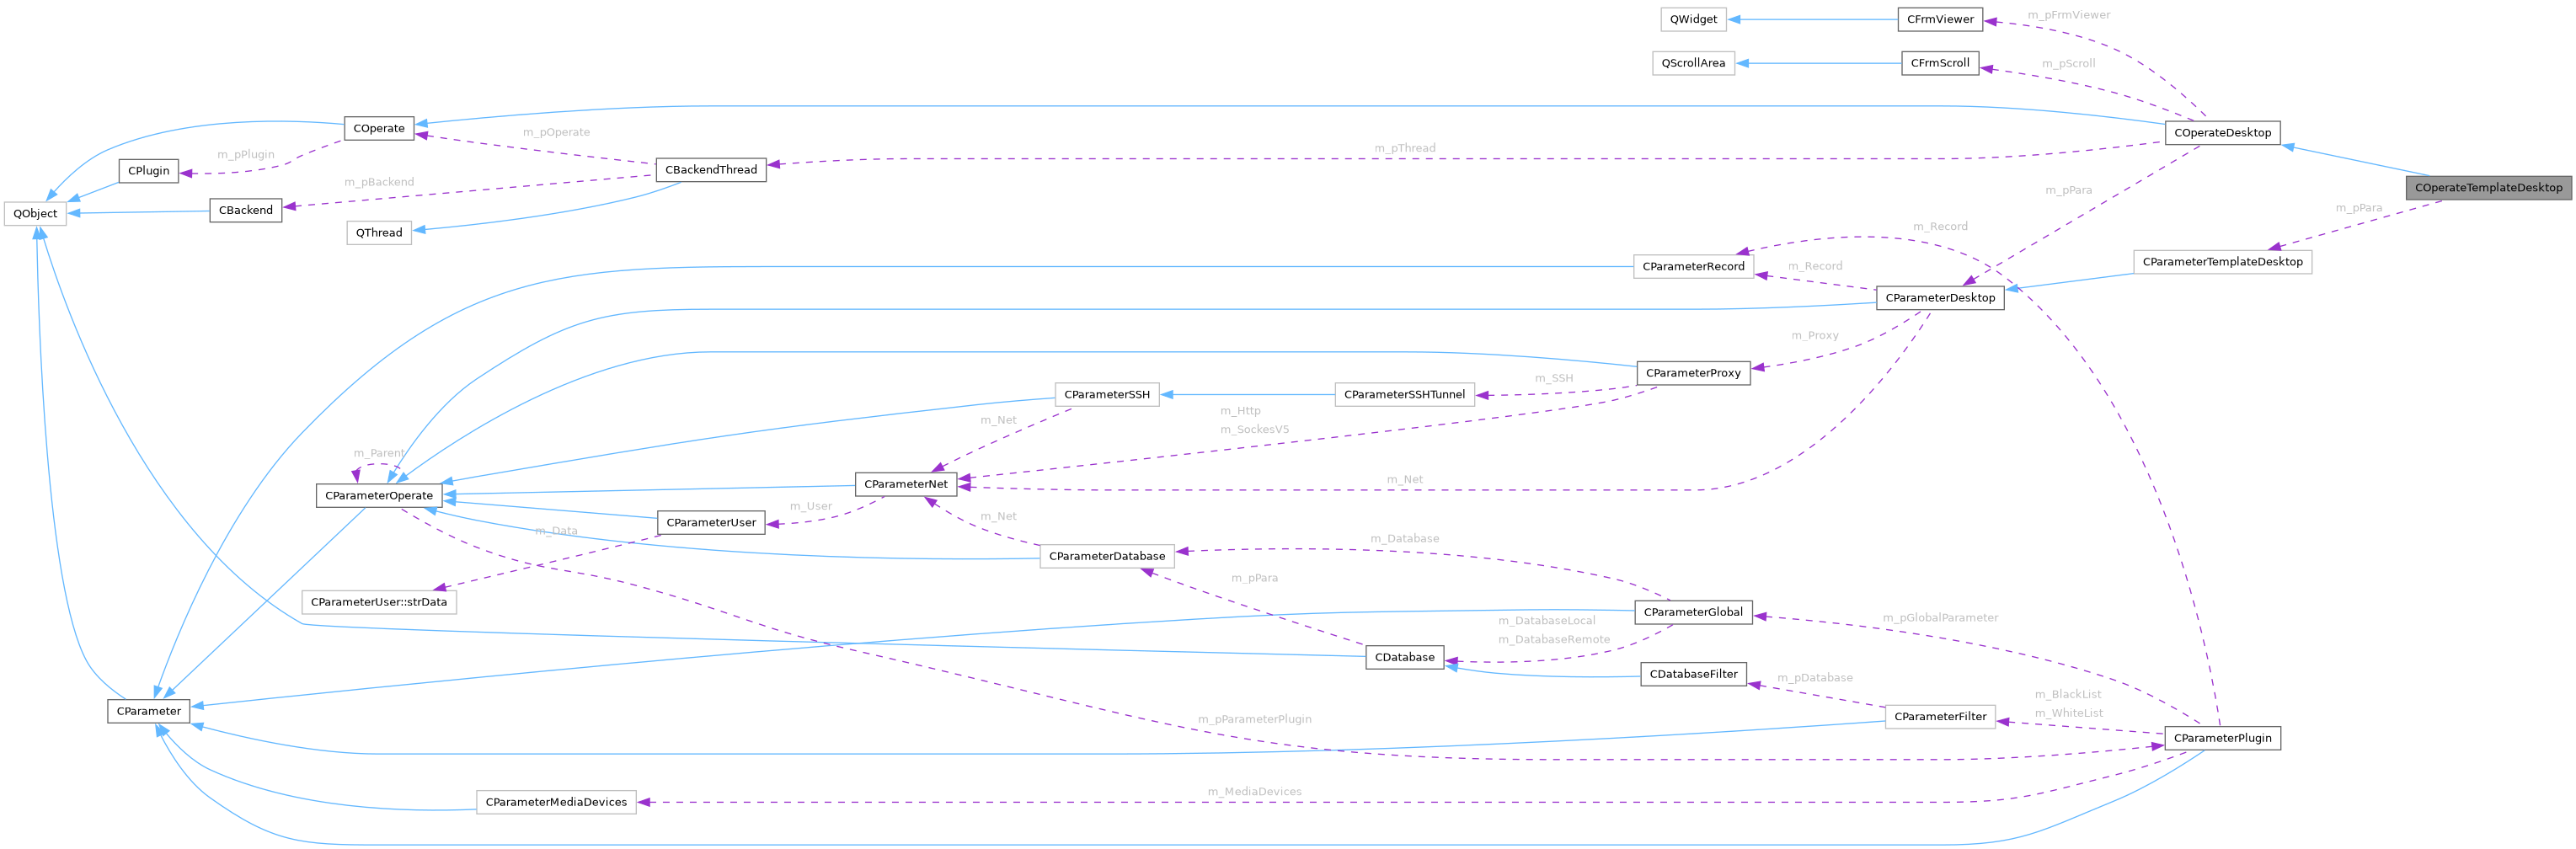 QWidget
CFrmViewer
m_pFrmViewer
QScrollArea
CFrmScroll
m_pScroll
COperate
m_pOperate
COperateDesktop
m_pPlugin
m_pThread
CPlugin
CBackendThread
m_pBackend
m_pPara
COperateTemplateDesktop
QObject
CBackend
m_pPara
QThread
m_Record
CParameterRecord
m_Record
CParameterTemplateDesktop
CParameterDesktop
m_Proxy
CParameterProxy
m_SSH
CParameterSSH
CParameterSSHTunnel
m_Net
m_Http
m_SockesV5
m_Parent
CParameterOperate
CParameterNet
m_Net
m_User
m_Net
CParameterUser
m_Data
m_Database
CParameterDatabase
m_pPara
CParameterUser::strData
CParameterGlobal
m_pGlobalParameter
m_DatabaseLocal
m_DatabaseRemote
CDatabase
CDatabaseFilter
m_pDatabase
m_BlackList
m_WhiteList
CParameter
m_pParameterPlugin
CParameterFilter
CParameterPlugin
m_MediaDevices
CParameterMediaDevices